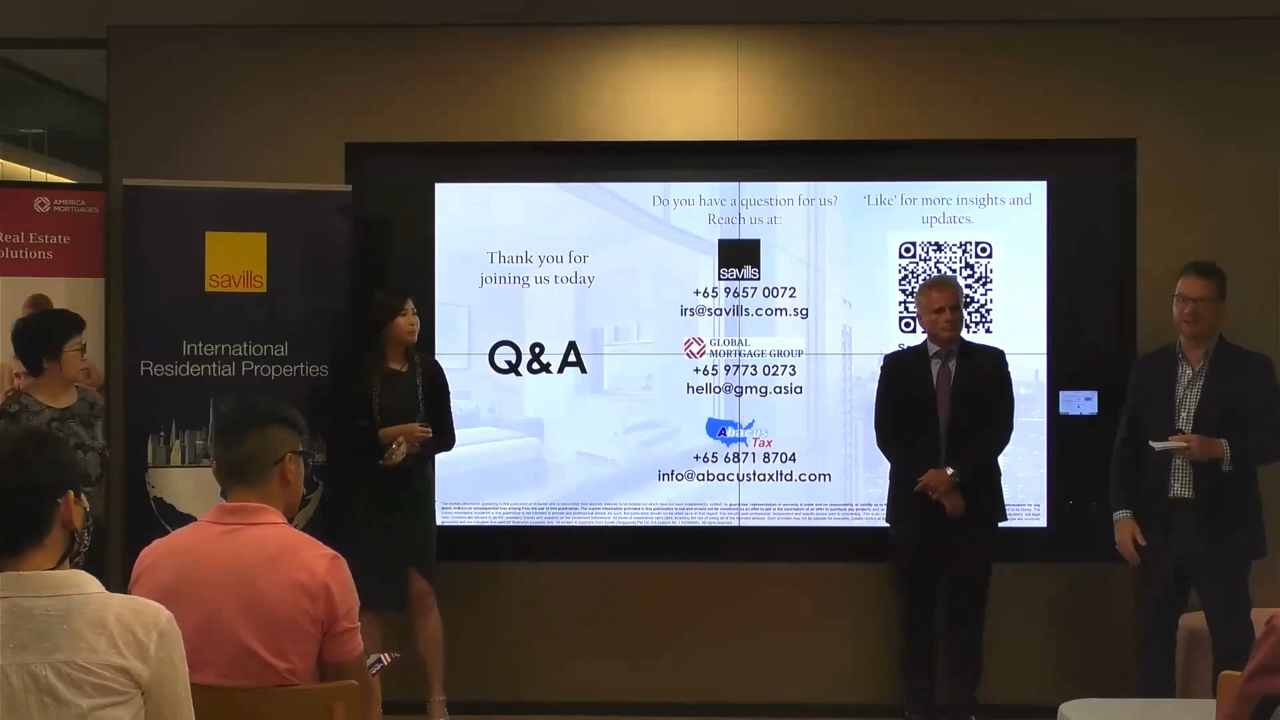 AMERICA
MORTGAGES
Real Estate
olutions
savills
International
Residential Properties
Thank you for
joining us today
Q&A
Do you have a question for us?
Reach us at:
savills
+65 9657 0072
irs@savills.com.sg
GLOBAL
MORTGAGE GROUP
+65 9773 0273
hello@gmg.asia
Abacus
Tax
+65 6871 8704
info@abacustaxltd.com
'Like' for more insights and
updates.